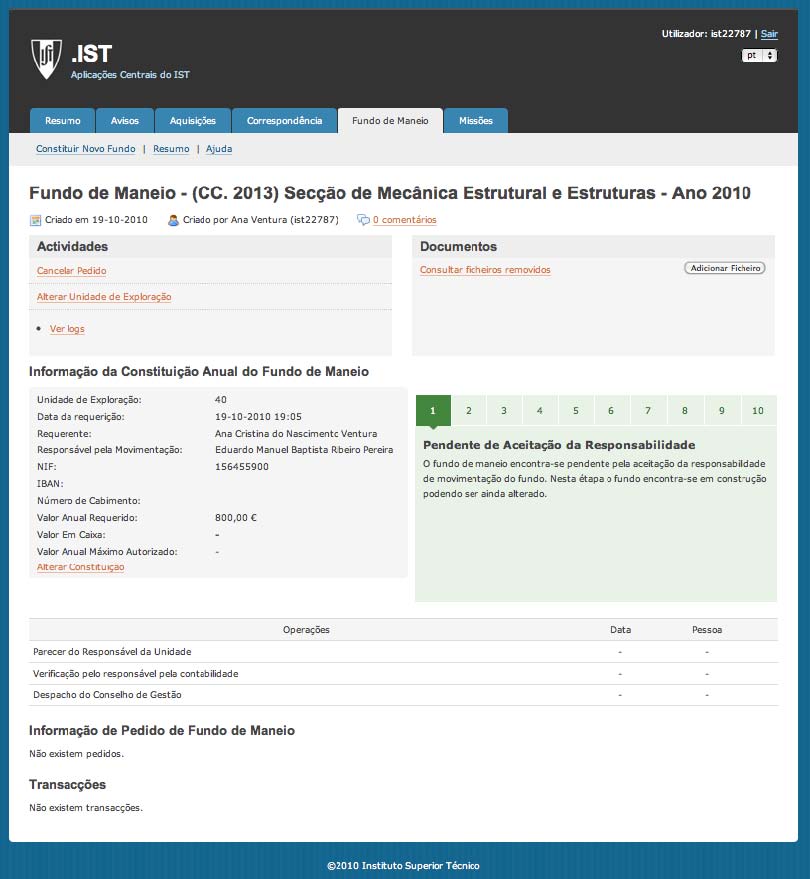 Utilizador: ist22787 | Sair
.IST
Aplicações Centrais do IST
pt
Resumo Avisos Aquisições Correspondência Fundo de Maneio Missões
Constituir Novo Fundo | Resumo | Ajuda
Fundo de Maneio - (CC. 2013) Secção de Mecânica Estrutural e Estruturas - Ano 2010
Criado em 19-10-2010 Criado por Ana Ventura (ist22787) 0 comentários
Actividades
Cancelar Pedido
Alterar Unidade de Exploração
• Ver logs
Documentos
Consultar ficheiros removidos Adicionar Ficheiro
Informação da Constituição Anual do Fundo de Maneio
Unidade de Exploração: 40
Data da requerição: 19-10-2010 19:05
Requerente: Ana Cristina do Nascimento Ventura
Responsável pela Movimentação: Eduardo Manuel Baptista Ribeiro Pereira
NIF: 156455900
IBAN:
Número de Cabimento:
Valor Anual Requerido: 800,00 €
Valor Em Caixa: -
Valor Anual Máximo Autorizado: -
Alterar Constituição
1 2 3 4 5 6 7 8 9 10
Pendente de Aceitação da Responsabilidade
O fundo de maneio encontra-se pendente pela aceitação da responsabilidade
de movimentação do fundo. Nesta étapa o fundo encontra-se em construção
podendo ser ainda alterado.
Operações Data Pessoa
Parecer do Responsável da Unidade - -
Verificação pelo responsável pela contabilidade - -
Despacho do Conselho de Gestão - -
Informação de Pedido de Fundo de Maneio
Não existem pedidos.
Transacções
Não existem transacções.
©2010 Instituto Superior Técnico